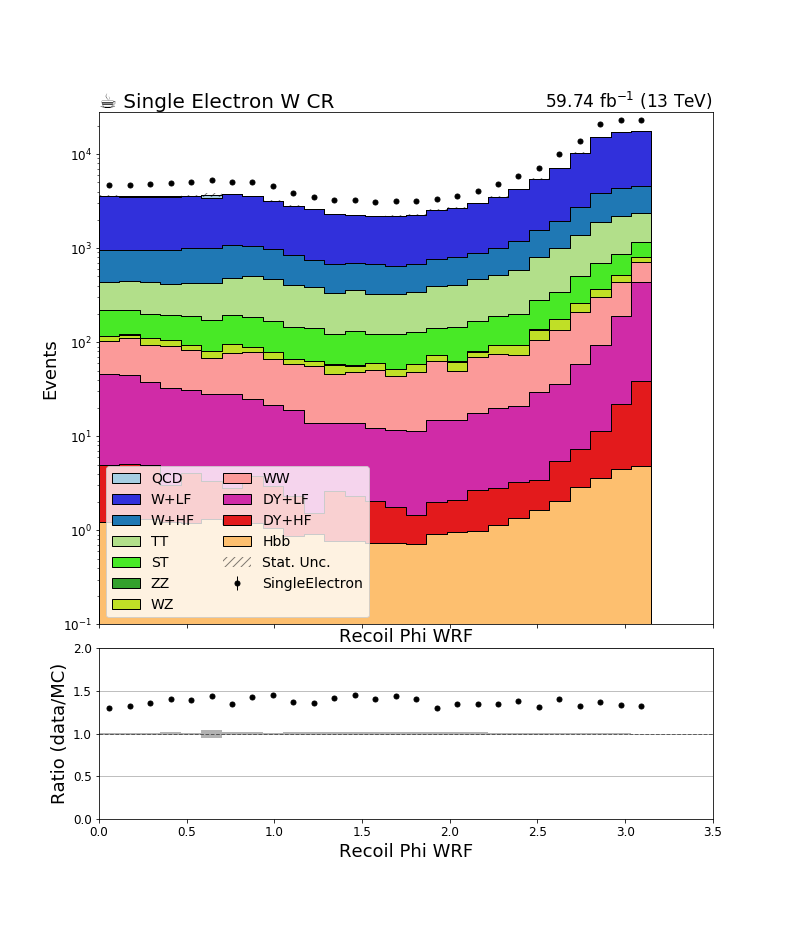 ☕ Single Electron W CR
59.74 fb⁻¹ (13 TeV)
Events
10⁴
10³
10²
10¹
10⁰
10⁻¹
QCD
W+LF
W+HF
TT
ST
ZZ
WZ
WW
DY+LF
DY+HF
Hbb
Stat. Unc.
SingleElectron
Recoil Phi WRF
Ratio (data/MC)
2.0
1.5
1.0
0.5
0.0
0.0 0.5 1.0 1.5 2.0 2.5 3.0 3.5
Recoil Phi WRF